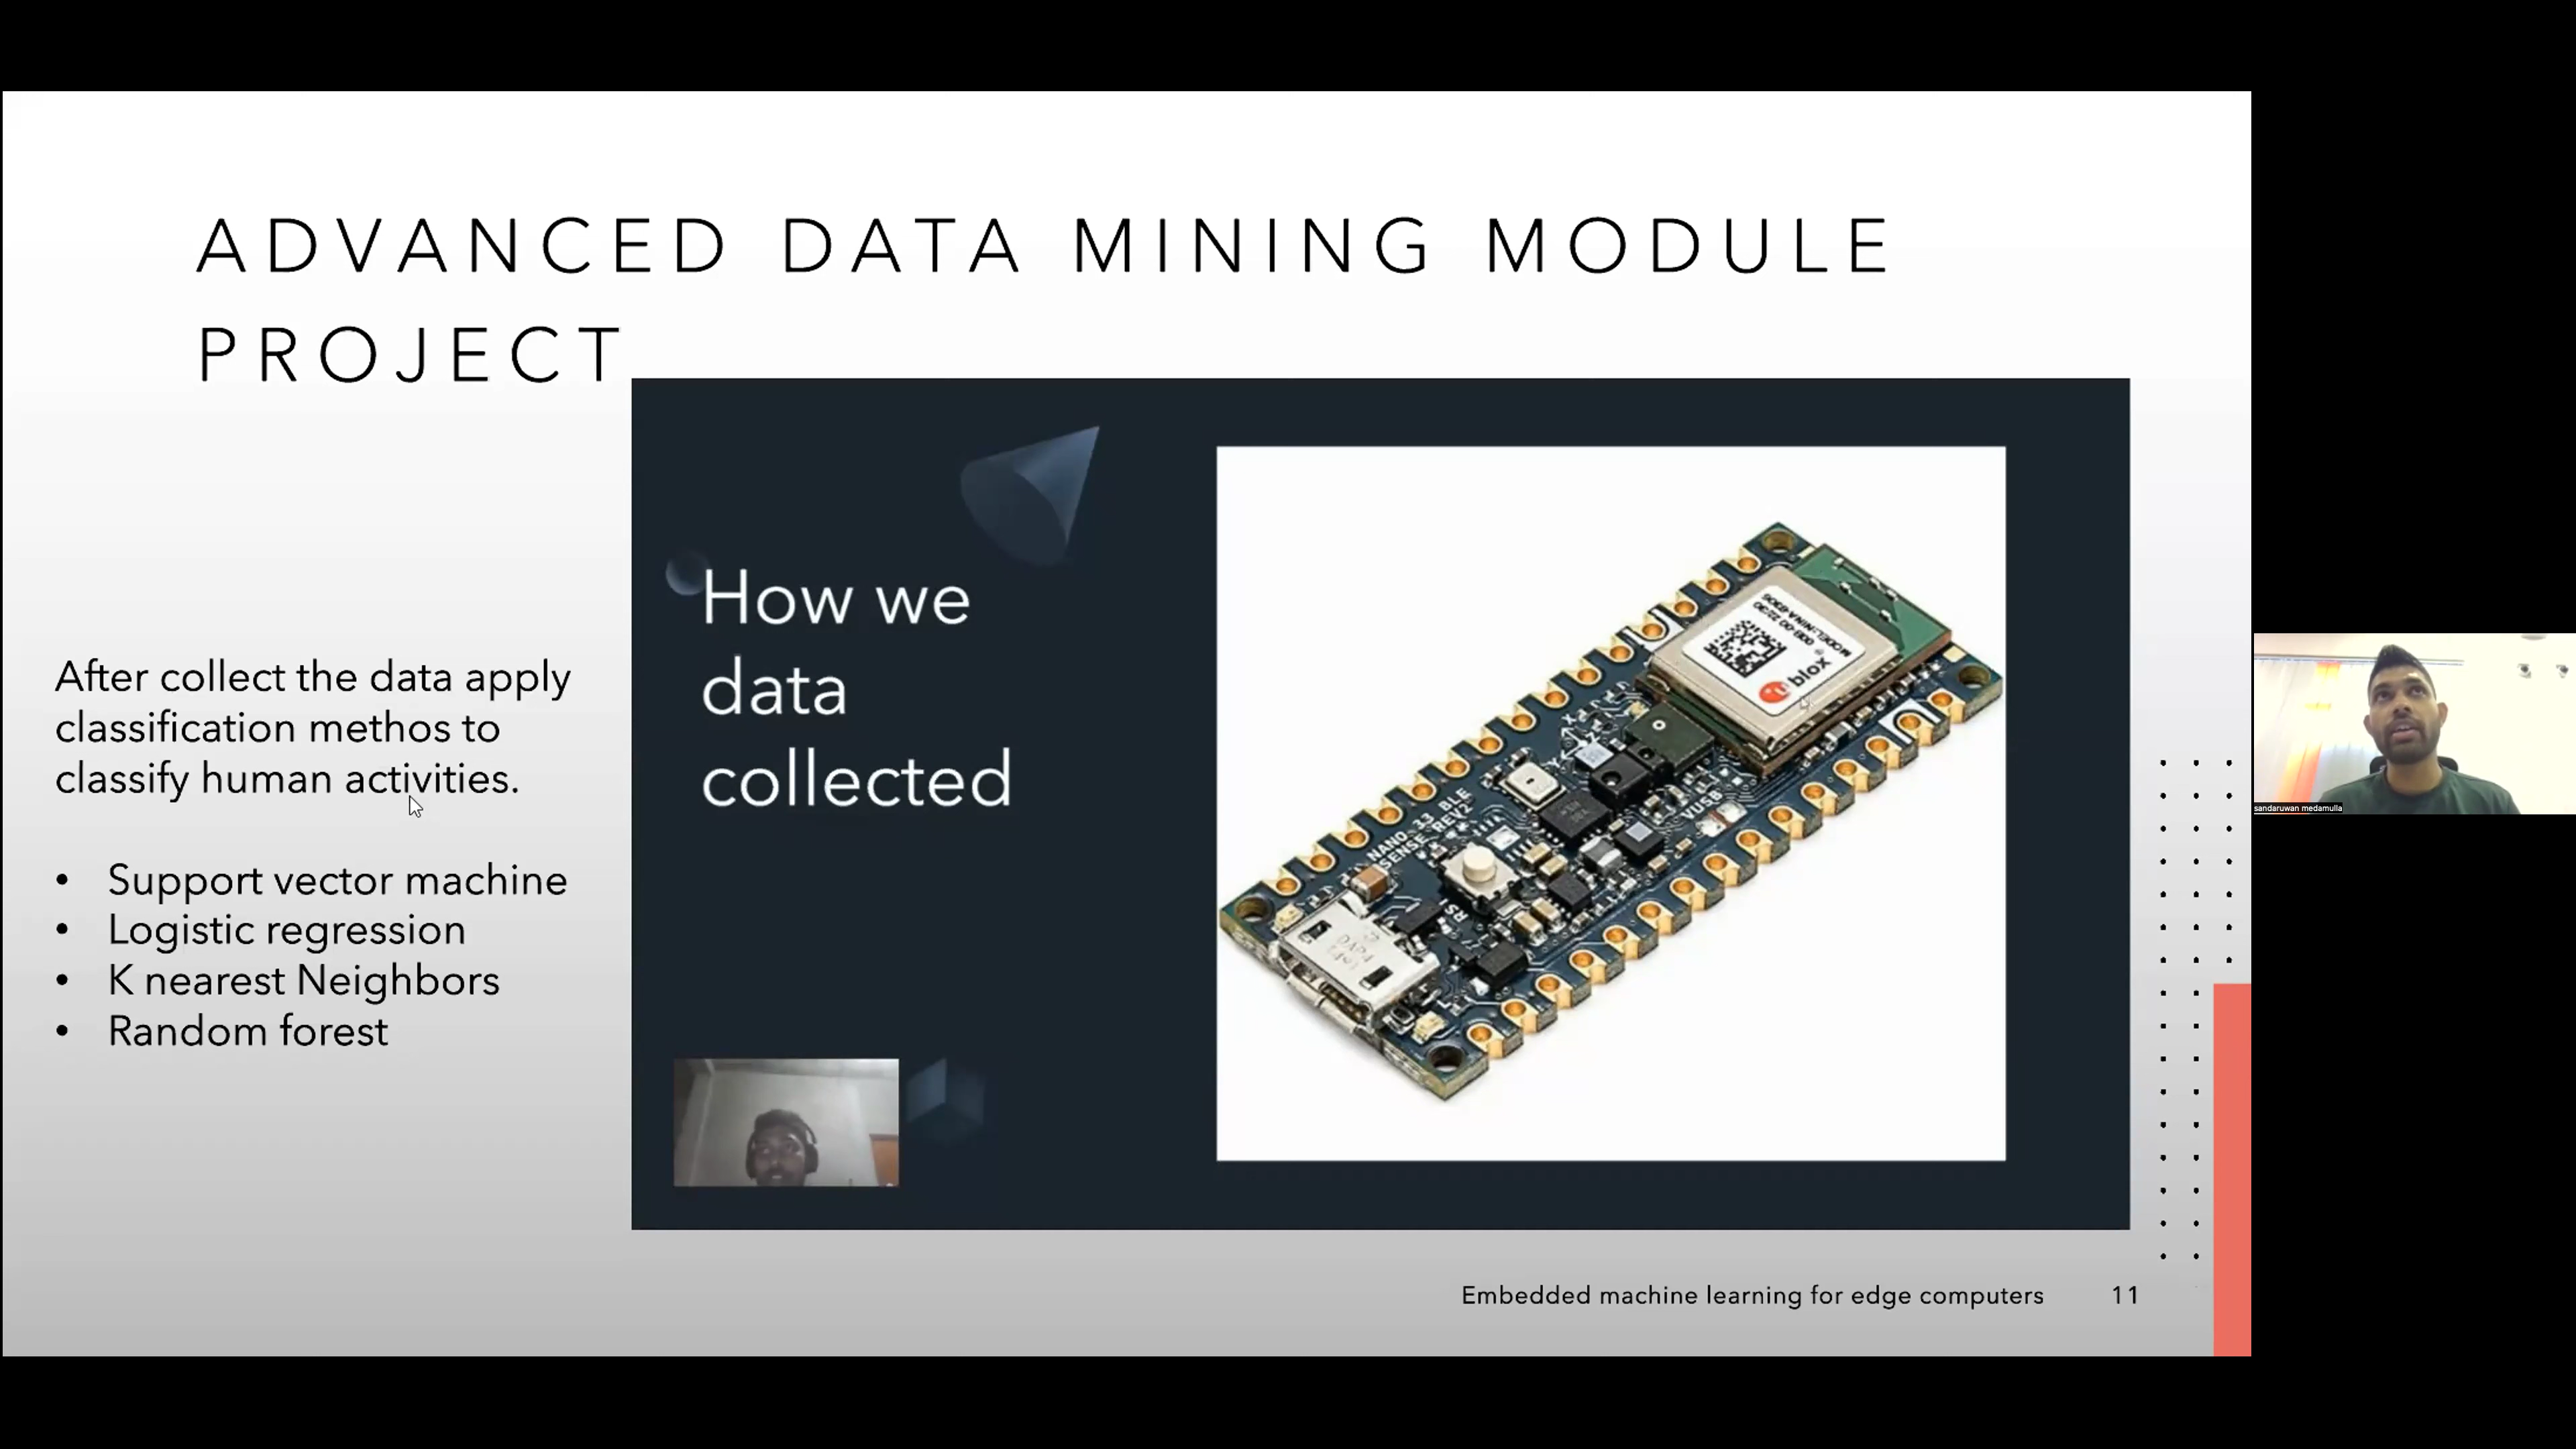 ADVANCED DATA MINING MODULE
PROJECT
After collect the data apply
classification methos to
classify human activities.
• Support vector machine
• Logistic regression
• K nearest Neighbors
• Random forest
How we
data
collected
blox
NANO 33 BLE
SENSE REV2
VUSB
Embedded machine learning for edge computers
11
sandaruwan medamulla